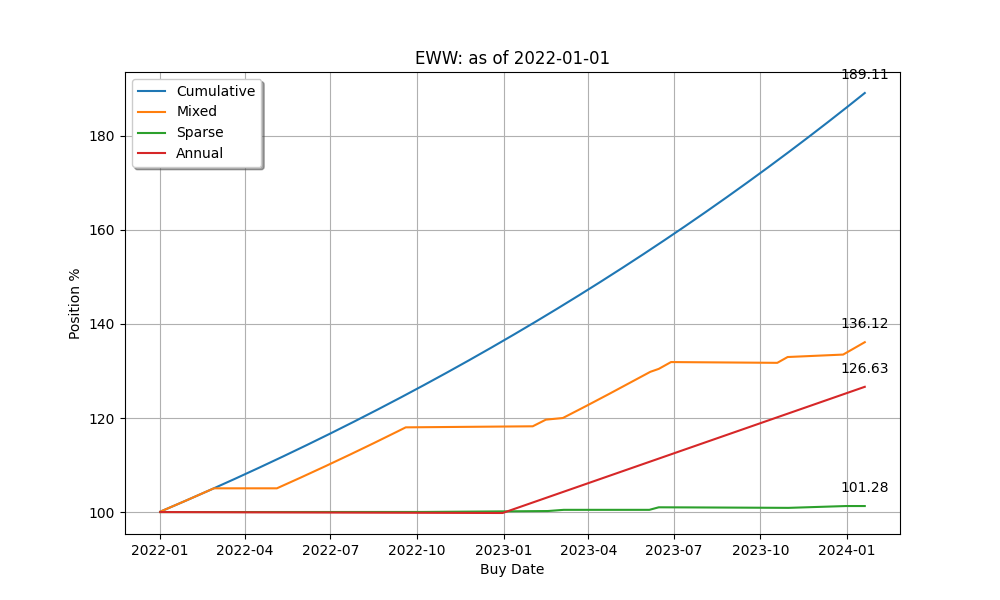 EWW: as of 2022-01-01
189.11
Cumulative
Mixed
Sparse
Annual
180
160
140
120
100
136.12
126.63
101.28
Position %
2022-01 2022-04 2022-07 2022-10 2023-01 2023-04 2023-07 2023-10 2024-01
Buy Date